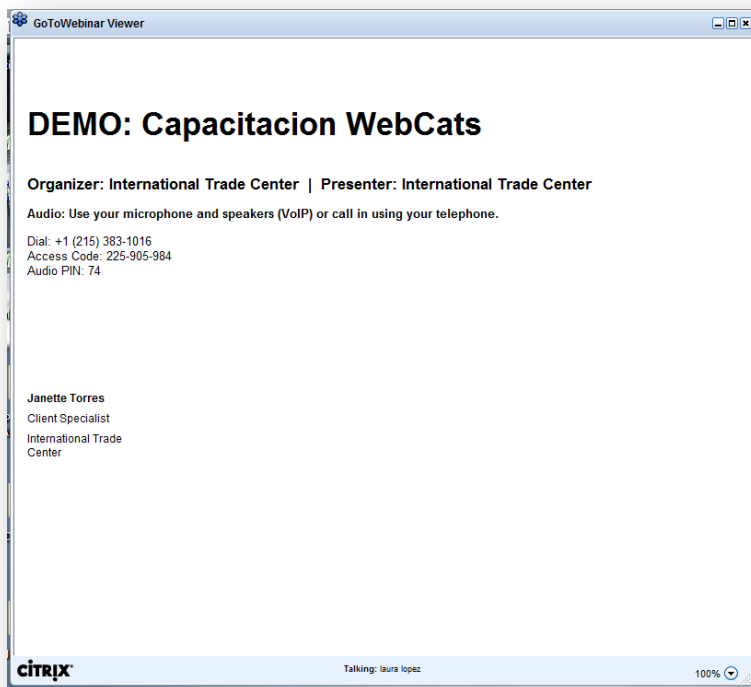 GoToWebinar Viewer
DEMO: Capacitacion WebCats
Organizer: International Trade Center | Presenter: International Trade Center
Audio: Use your microphone and speakers (VoIP) or call in using your telephone.
Dial: +1 (215) 383-1016
Access Code: 225-905-984
Audio PIN: 74
Janette Torres
Client Specialist
International Trade
Center
CİTRIX
Talking: laura lopez
100%